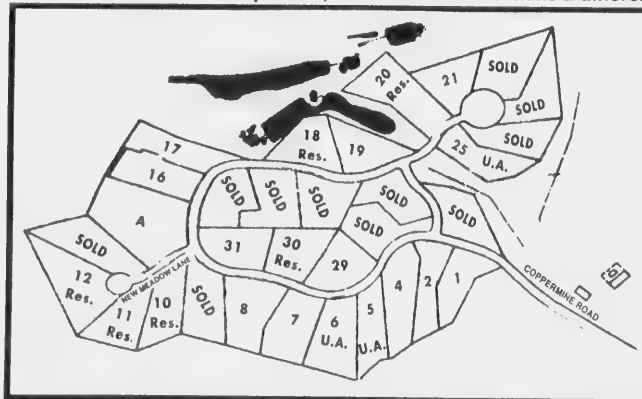 20
Res.
21
SOLD
SOLD
SOLD
25
U.A.
17
16
18
Res.
19
A
SOLD
SOLD
SOLD
SOLD
SOLD
SOLD
SOLD
31
30
Res.
29
12
Res.
NEW MEADOW LANE
11
Res.
10
Res.
SOLD
8
7
6
U.A.
5
U.A.
4
2
1
COPPERMINE ROAD